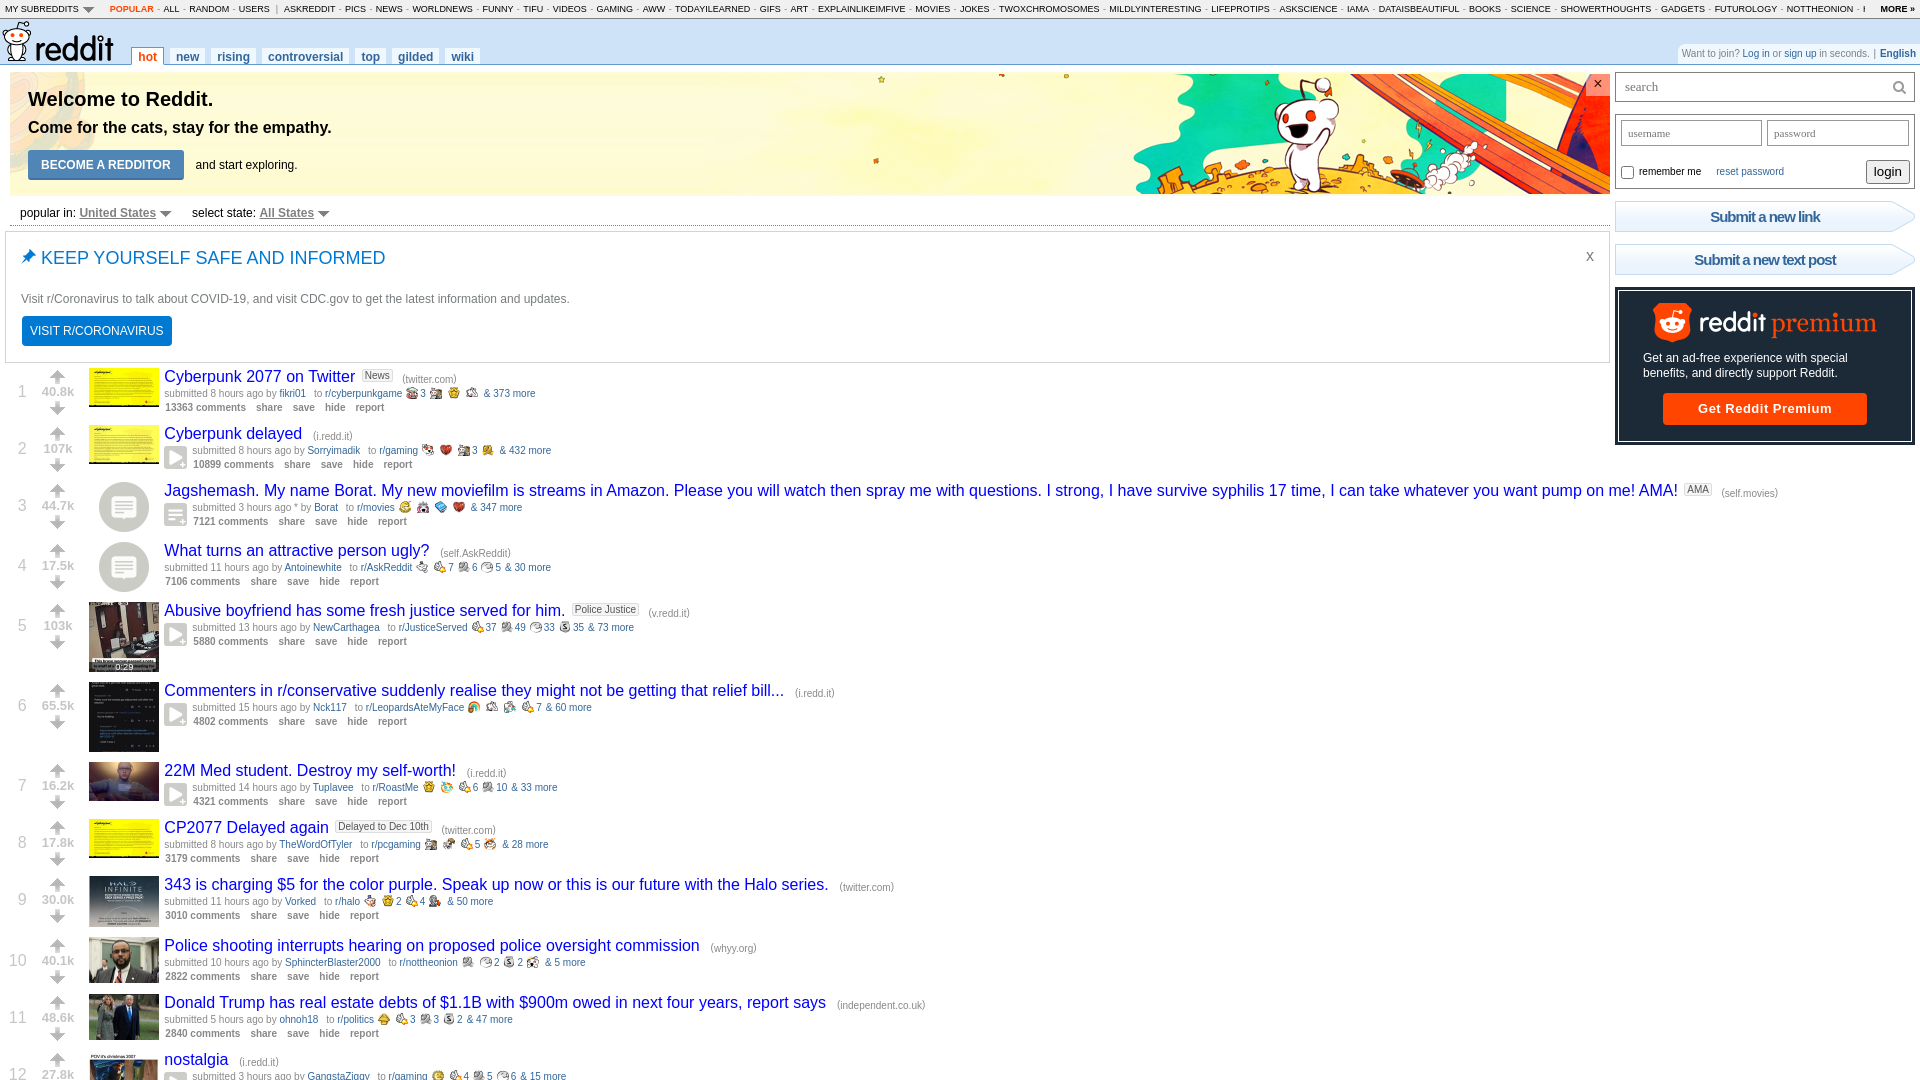 MY SUBREDDITS POPULAR - ALL - RANDOM - USERS | ASKREDDIT - PICS - NEWS - WORLDNEWS - FUNNY - TIFU - VIDEOS - GAMING - AWW - TODAYILEARNED - GIFS - ART - EXPLAINLIKEIMFIVE - MOVIES - JOKES - TWOXCHROMOSOMES - MILDLYINTERESTING - LIFEPROTIPS - ASKSCIENCE - IAMA - DATAISBEAUTIFUL - BOOKS - SCIENCE - SHOWERTHOUGHTS - GADGETS - FUTUROLOGY - NOTTHEONION - MORE »
reddit hot new rising controversial top gilded wiki
Want to join? Log in or sign up in seconds. | English
Welcome to Reddit.
Come for the cats, stay for the empathy.
BECOME A REDDITOR and start exploring.
×
popular in: United States select state: All States
KEEP YOURSELF SAFE AND INFORMED
x
Visit r/Coronavirus to talk about COVID-19, and visit CDC.gov to get the latest information and updates.
VISIT R/CORONAVIRUS
1
40.8k
Cyberpunk 2077 on Twitter News (twitter.com)
submitted 8 hours ago by fikri01 to r/cyberpunkgame 3 & 373 more
13363 comments share save hide report
2
107k
Cyberpunk delayed (i.redd.it)
submitted 8 hours ago by Sorryimadik to r/gaming 3 & 432 more
10899 comments share save hide report
3
44.7k
Jagshemash. My name Borat. My new moviefilm is streams in Amazon. Please you will watch then spray me with questions. I strong, I have survive syphilis 17 time, I can take whatever you want pump on me! AMA! AMA (self.movies)
submitted 3 hours ago * by Borat to r/movies & 347 more
7121 comments share save hide report
4
17.5k
What turns an attractive person ugly? (self.AskReddit)
submitted 11 hours ago by Antoinewhite to r/AskReddit 7 6 5 & 30 more
7106 comments share save hide report
5
103k
0:29
Abusive boyfriend has some fresh justice served for him. Police Justice (v.redd.it)
submitted 13 hours ago by NewCarthagea to r/JusticeServed 37 49 33 35 & 73 more
5880 comments share save hide report
6
65.5k
Commenters in r/conservative suddenly realise they might not be getting that relief bill... (i.redd.it)
submitted 15 hours ago by Nck117 to r/LeopardsAteMyFace 7 & 60 more
4802 comments share save hide report
7
16.2k
22M Med student. Destroy my self-worth! (i.redd.it)
submitted 14 hours ago by Tuplavee to r/RoastMe 6 10 & 33 more
4321 comments share save hide report
8
17.8k
CP2077 Delayed again Delayed to Dec 10th (twitter.com)
submitted 8 hours ago by TheWordOfTyler to r/pcgaming 5 & 28 more
3179 comments share save hide report
9
30.0k
HALO
INFINITE
343 is charging $5 for the color purple. Speak up now or this is our future with the Halo series. (twitter.com)
submitted 11 hours ago by Vorked to r/halo 2 4 & 50 more
3010 comments share save hide report
10
40.1k
Police shooting interrupts hearing on proposed police oversight commission (whyy.org)
submitted 10 hours ago by SphincterBlaster2000 to r/nottheonion 2 2 & 5 more
2822 comments share save hide report
11
48.6k
Donald Trump has real estate debts of $1.1B with $900m owed in next four years, report says (independent.co.uk)
submitted 5 hours ago by ohnoh18 to r/politics 3 3 2 & 47 more
2840 comments share save hide report
12
27.8k
POV it's christmas 2007
nostalgia (i.redd.it)
submitted 3 hours ago by GangstaZiggy to r/gaming 4 5 6 & 15 more
search
username password
remember me reset password login
Submit a new link
Submit a new text post
reddit premium
Get an ad-free experience with special
benefits, and directly support Reddit.
Get Reddit Premium